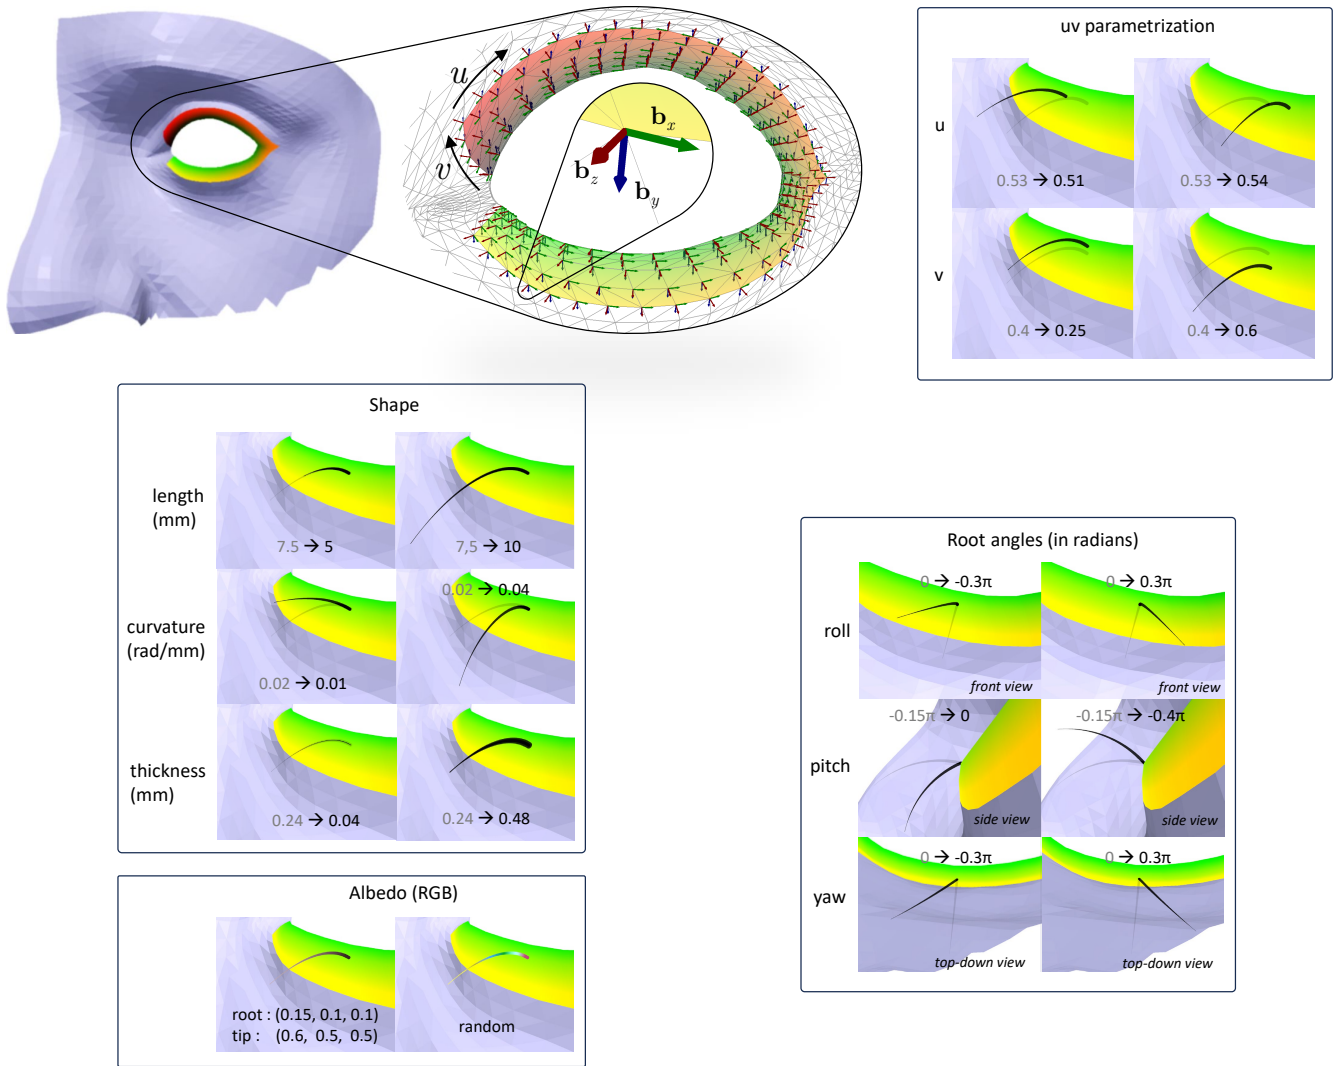 u
v
b_x
b_z
b_y
uv parametrization
u
0.53 → 0.51
0.53 → 0.54
v
0.4 → 0.25
0.4 → 0.6
Shape
length
(mm)
7.5 → 5
7,5 → 10
curvature
(rad/mm)
0.02 → 0.01
0.02 → 0.04
thickness
(mm)
0.24 → 0.04
0.24 → 0.48
Albedo (RGB)
root : (0.15, 0.1, 0.1)
tip : (0.6, 0.5, 0.5)
random
Root angles (in radians)
roll
0 → -0.3π
front view
0 → 0.3π
front view
pitch
-0.15π → 0
side view
-0.15π → -0.4π
side view
yaw
0 → -0.3π
top-down view
0 → 0.3π
top-down view